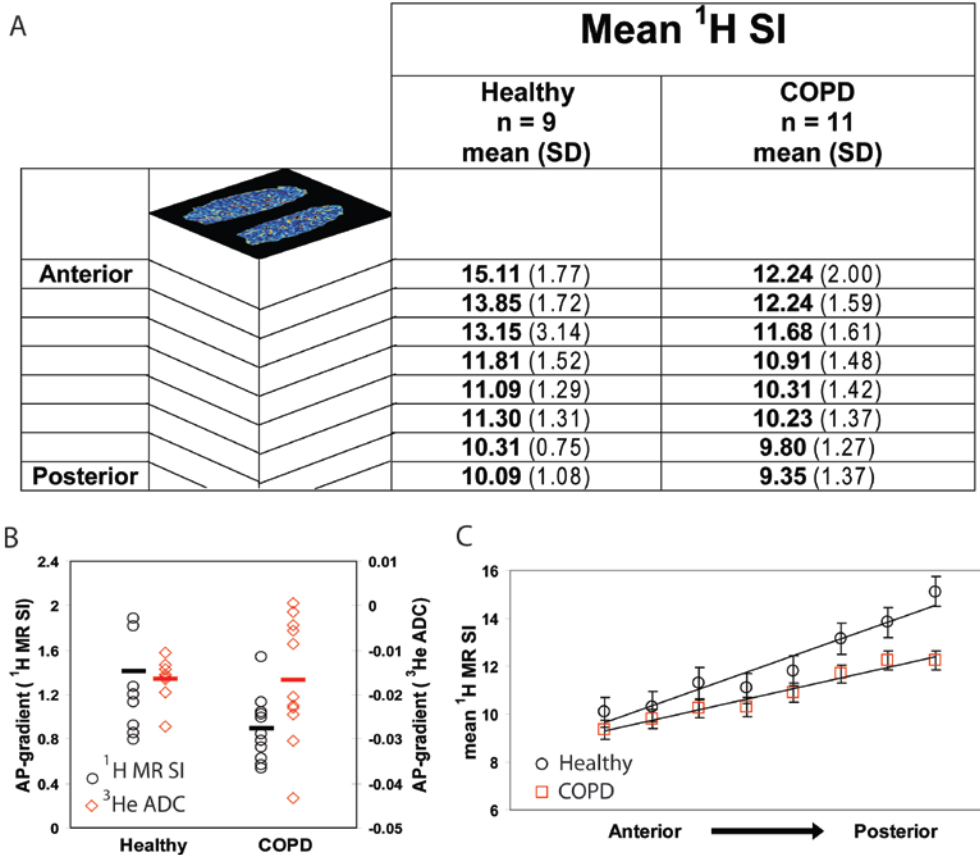 A
Mean ¹H SI
Healthy
n = 9
mean (SD)
COPD
n = 11
mean (SD)
Anterior 15.11 (1.77) 12.24 (2.00)
13.85 (1.72) 12.24 (1.59)
13.15 (3.14) 11.68 (1.61)
11.81 (1.52) 10.91 (1.48)
11.09 (1.29) 10.31 (1.42)
11.30 (1.31) 10.23 (1.37)
10.31 (0.75) 9.80 (1.27)
Posterior 10.09 (1.08) 9.35 (1.37)
B
AP-gradient (¹H MR SI)
2.4
2
1.6
1.2
0.8
0.4
0
¹H MR SI
³He ADC
Healthy COPD
0.01
0
-0.01
-0.02
-0.03
-0.04
-0.05
AP-gradient (³He ADC)
C
mean ¹H MR SI
16
14
12
10
8
6
Healthy
COPD
Anterior Posterior